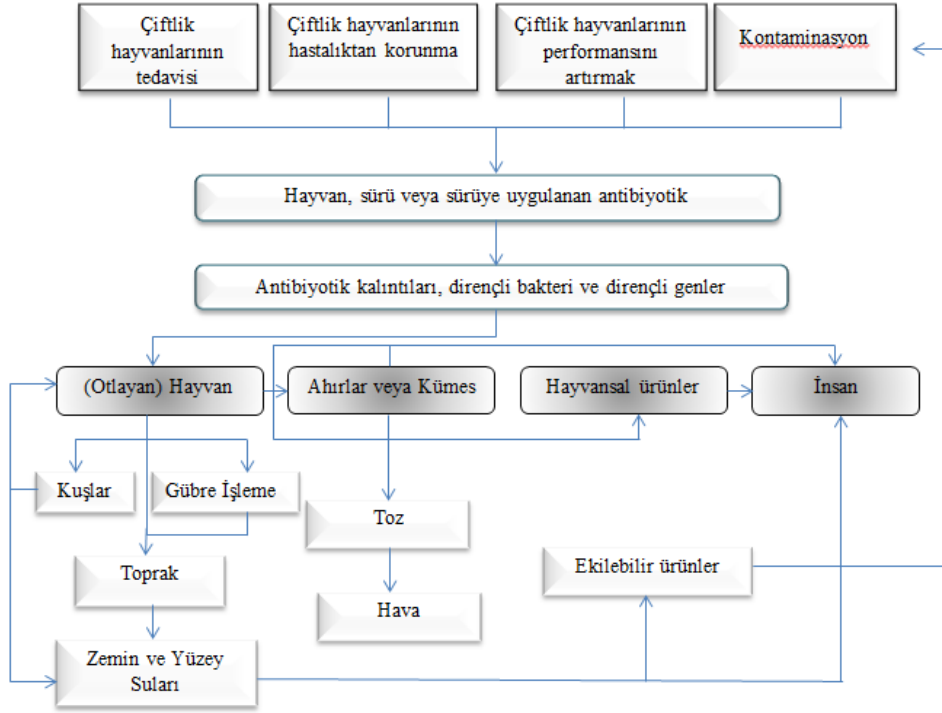 Çiftlik
hayvanlarının
tedavisi
Çiftlik hayvanlarının
hastalıktan korunma
Çiftlik hayvanlarının
performansını
artırmak
Kontaminasyon
Hayvan, sürü veya sürüye uygulanan antibiyotik
Antibiyotik kalıntıları, dirençli bakteri ve dirençli genler
(Otlayan) Hayvan
Ahırlar veya Kümes
Hayvansal ürünler
İnsan
Kuşlar
Gübre İşleme
Toz
Toprak
Ekilebilir ürünler
Hava
Zemin ve Yüzey
Suları